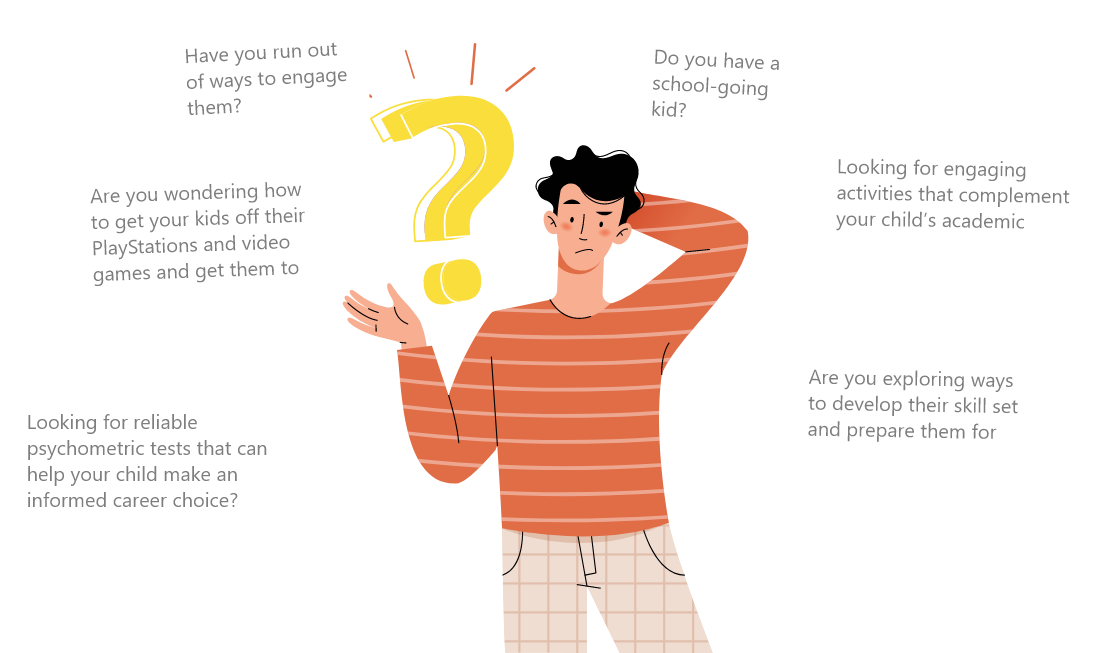 Have you run out
of ways to engage
them?
Do you have a
school-going
kid?
Are you wondering how
to get your kids off their
PlayStations and video
games and get them to
Looking for engaging
activities that complement
your child's academic
Looking for reliable
psychometric tests that can
help your child make an
informed career choice?
Are you exploring ways
to develop their skill set
and prepare them for